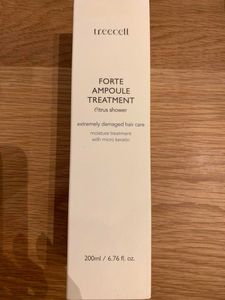 treecell
FORTE
AMPOULE
TREATMENT
Citrus shower
extremely damaged hair care
moisture treatment
with micro keratin
200ml / 6.76 fl. oz.